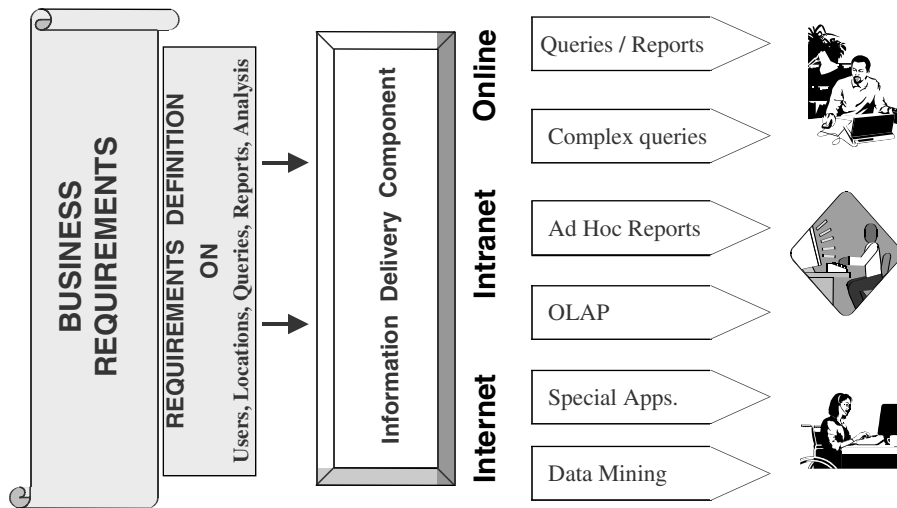 BUSINESS
REQUIREMENTS
REQUIREMENTS DEFINITION
ON
Users, Locations, Queries, Reports, Analysis
Information Delivery Component
Online
Intranet
Internet
Queries / Reports
Complex queries
Ad Hoc Reports
OLAP
Special Apps.
Data Mining